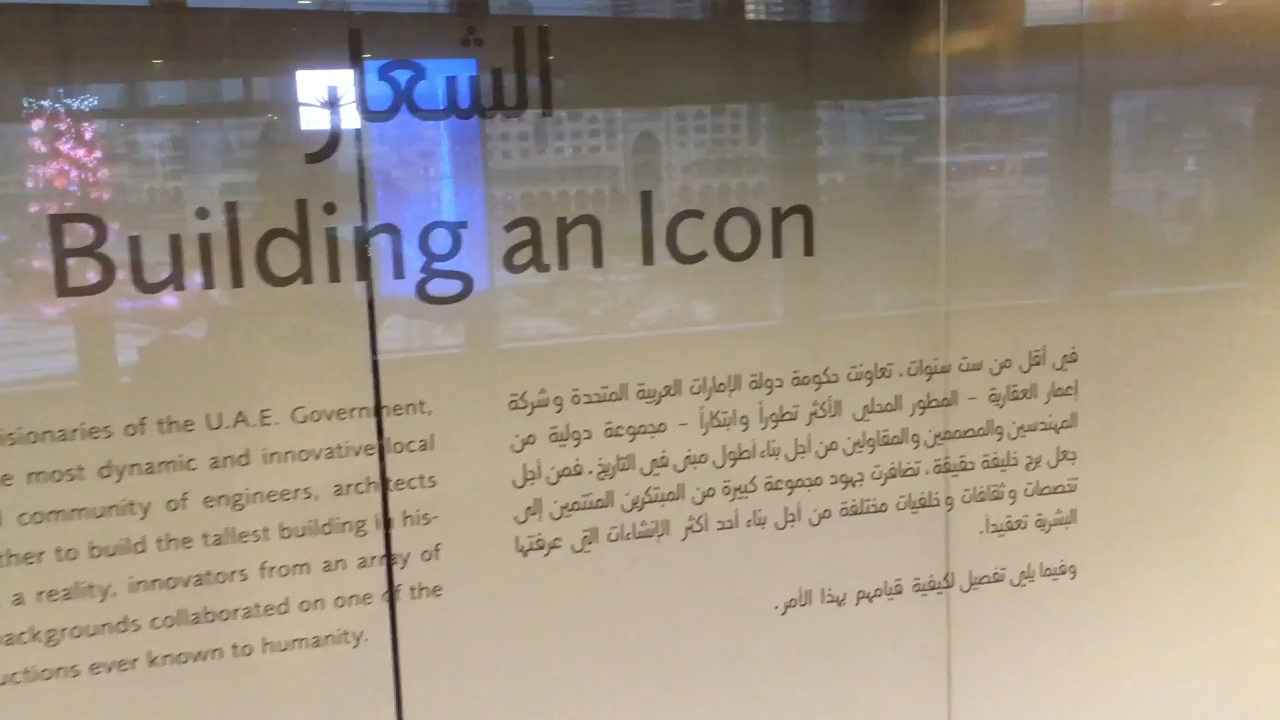 الشعار
Building an Icon
isionaries of the U.A.E. Government,
e most dynamic and innovative local
community of engineers, architects
ther to build the tallest building in his-
a reality, innovators from an array of
ackgrounds collaborated on one of the
uctions ever known to humanity.
في أقل من ست سنوات، تعاونت حكومة دولة الإمارات العربية المتحدة وشركة
إعمار العقارية - المطور المحلي الأكثر تطوراً وابتكاراً - مجموعة دولية من
المهندسين والمصممين والمقاولين من أجل بناء أطول مبنى في التاريخ. فمن أجل
جعل برج خليفة حقيقة، تضافرت جهود مجموعة كبيرة من المبتكرين المنتمين إلى
تخصصات وثقافات وخلفيات مختلفة من أجل بناء أحد أكثر الإنشاءات التي عرفتها
البشرية تعقيداً.
وفيما يلي تفصيل لكيفية قيامهم بهذا الأمر.